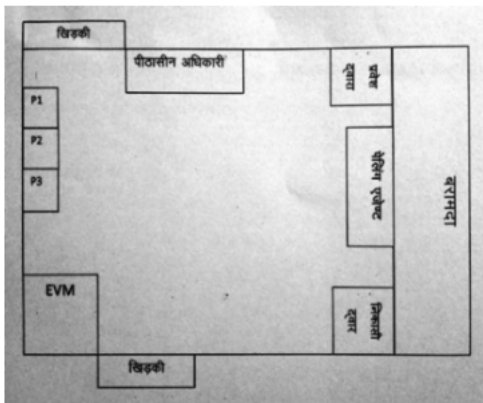 खिड़की
पीठासीन अधिकारी
प्रवेश
द्वारा
P1
P2
P3
पोलिंग एजेण्ट
बरामदा
EVM
निकासी
द्वार
खिड़की